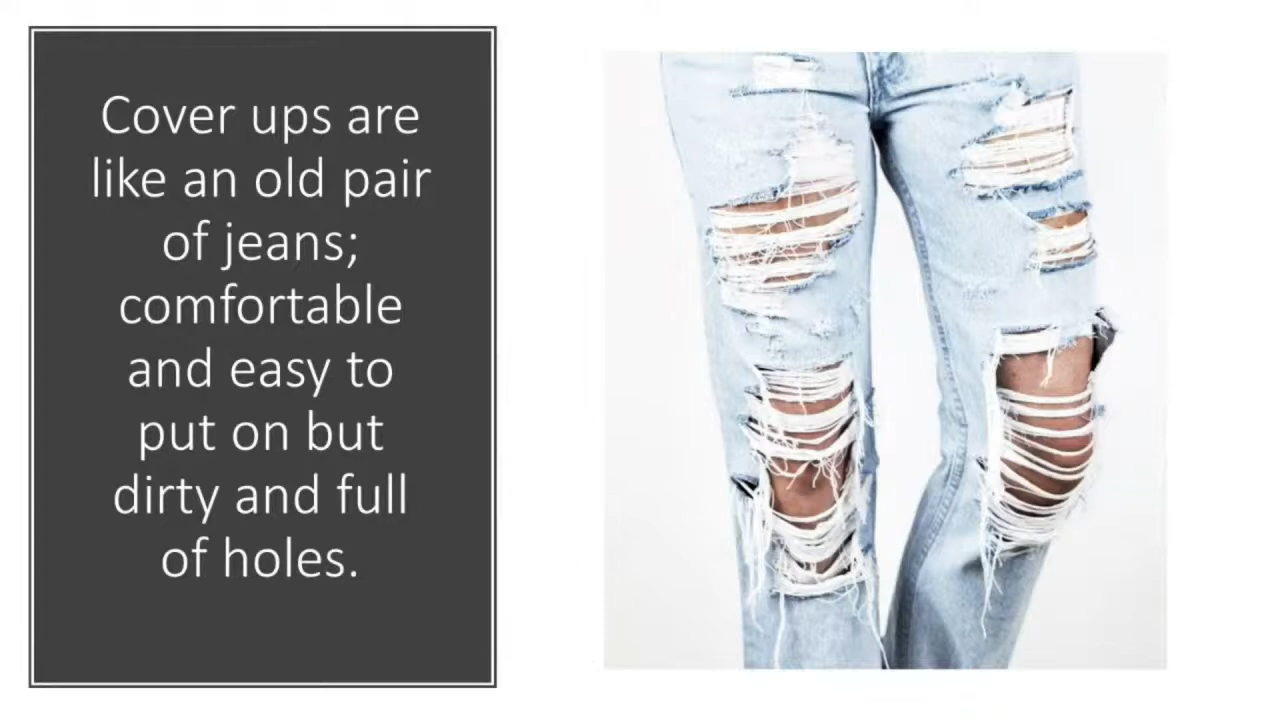 Cover ups are
like an old pair
of jeans;
comfortable
and easy to
put on but
dirty and full
of holes.